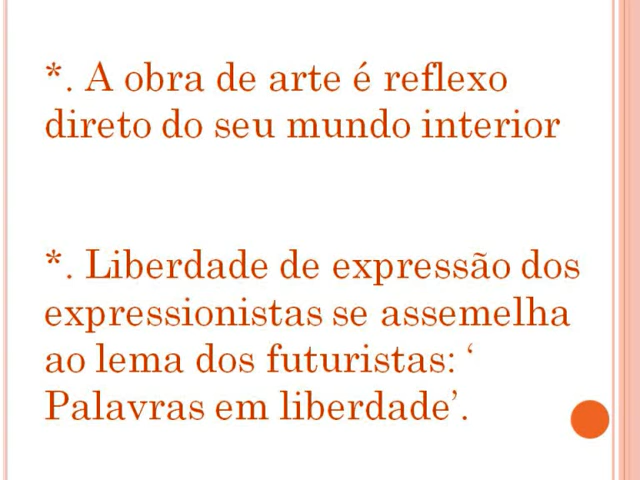 *. A obra de arte é reflexo
direto do seu mundo interior
*. Liberdade de expressão dos
expressionistas se assemelha
ao lema dos futuristas: ‘
Palavras em liberdade’.